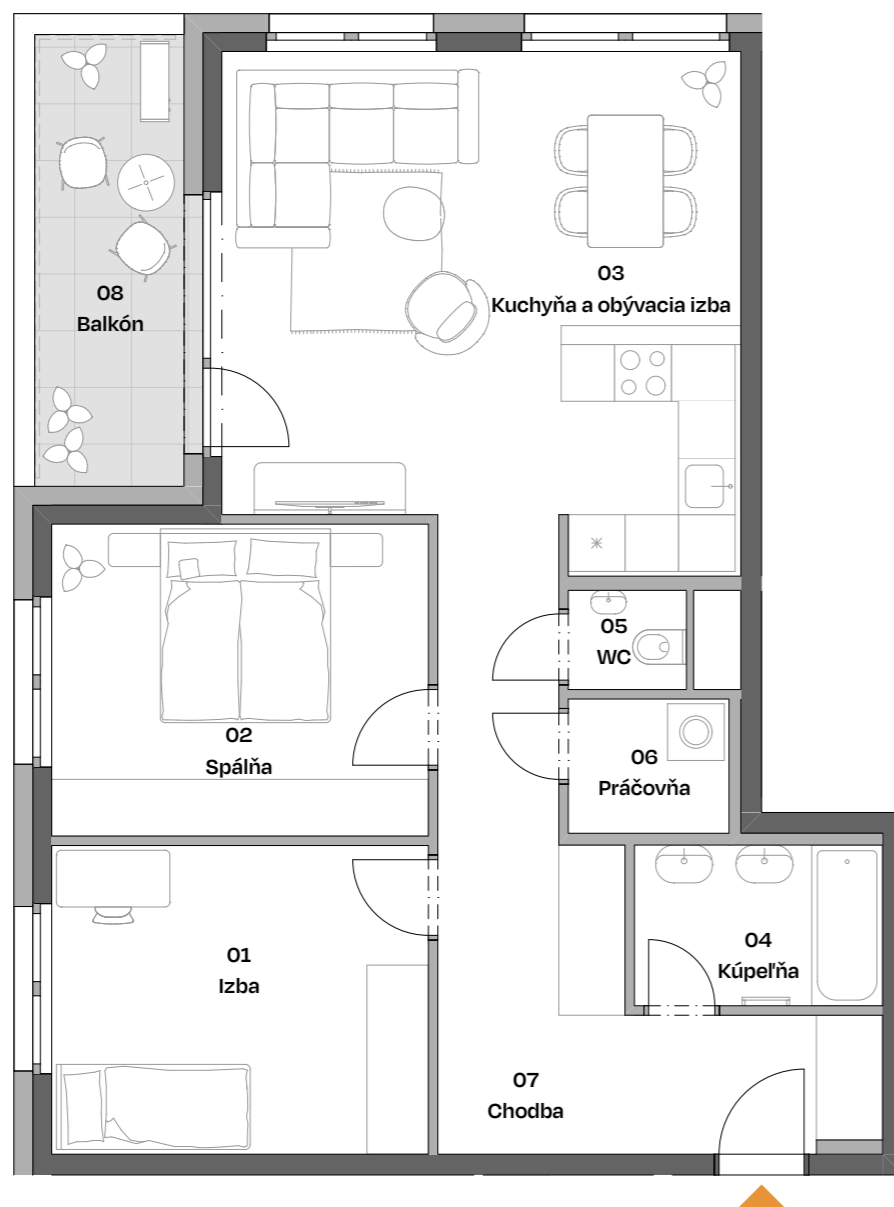 03
Kuchyňa a obývacia izba
08
Balkón
05
WC
02
Spálňa
06
Práčovňa
04
Kúpeľňa
01
Izba
07
Chodba